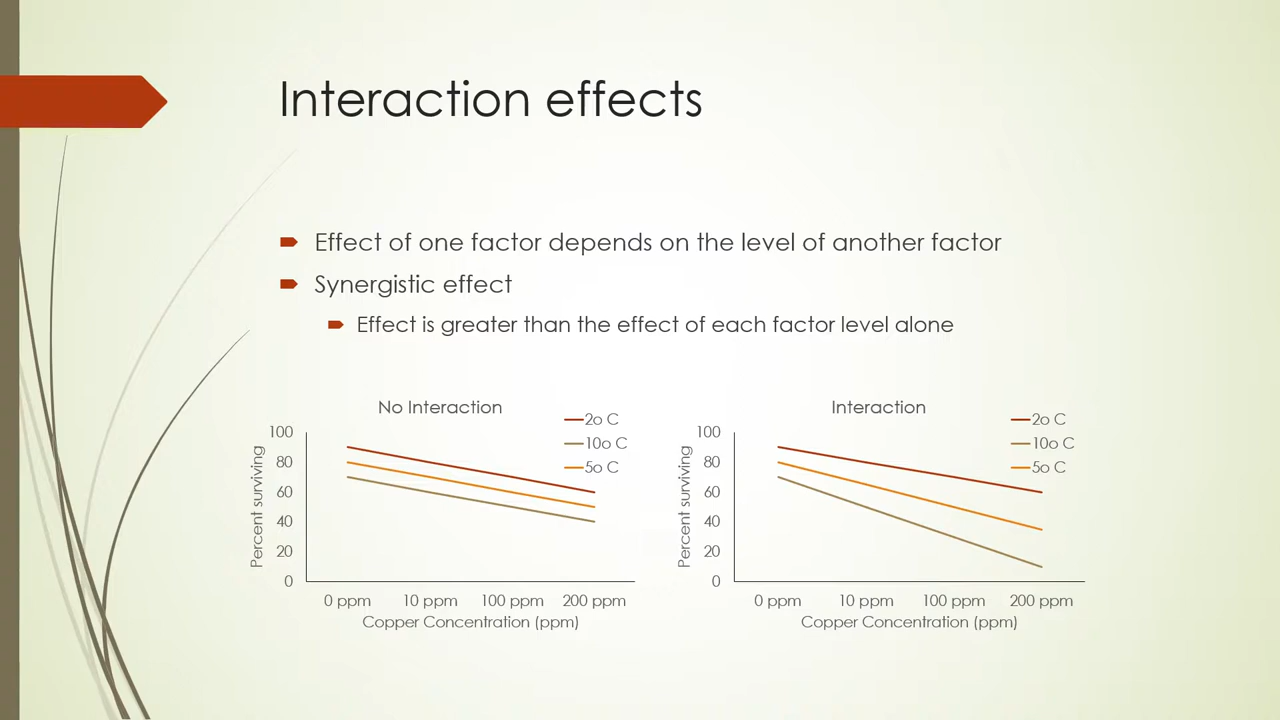 Interaction effects
Effect of one factor depends on the level of another factor
Synergistic effect
Effect is greater than the effect of each factor level alone
No Interaction
2o C
10o C
5o C
100
80
60
40
20
0
Percent surviving
0 ppm 10 ppm 100 ppm 200 ppm
Copper Concentration (ppm)
Interaction
2o C
10o C
5o C
100
80
60
40
20
0
Percent surviving
0 ppm 10 ppm 100 ppm 200 ppm
Copper Concentration (ppm)